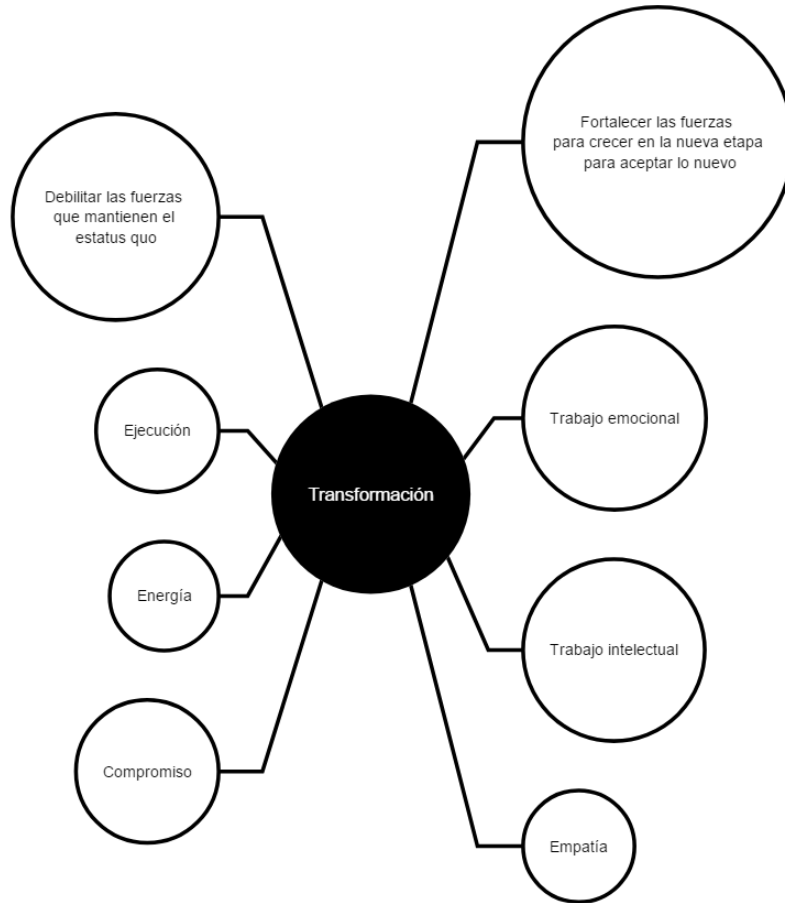 Fortalecer las fuerzas
para crecer en la nueva etapa
para aceptar lo nuevo
Debilitar las fuerzas
que mantienen el
estatus quo
Trabajo emocional
Ejecución
Transformación
Energía
Trabajo intelectual
Compromiso
Empatía